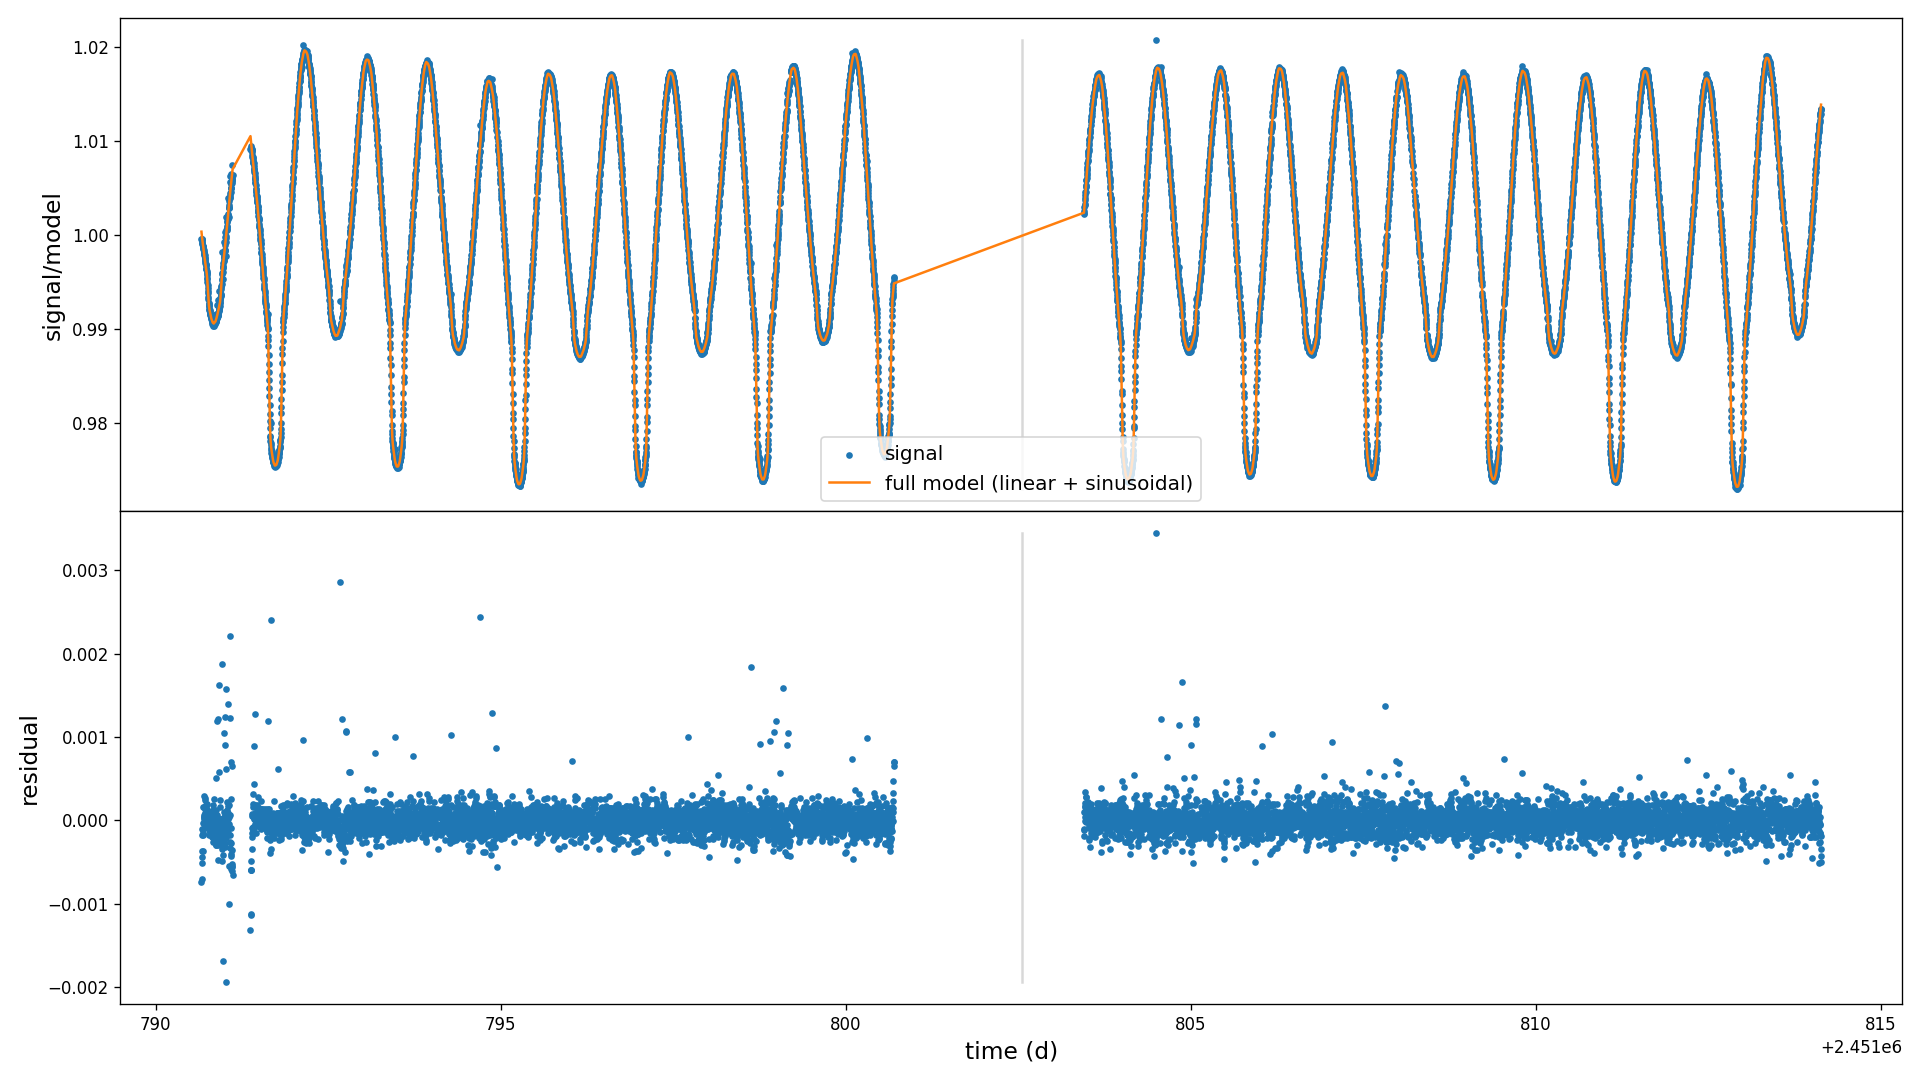 1.02
1.01
1.00
0.99
0.98
signal/model
signal
full model (linear + sinusoidal)
0.003
0.002
0.001
0.000
−0.001
−0.002
residual
790
795
800
805
810
815
time (d)
+2.451e6